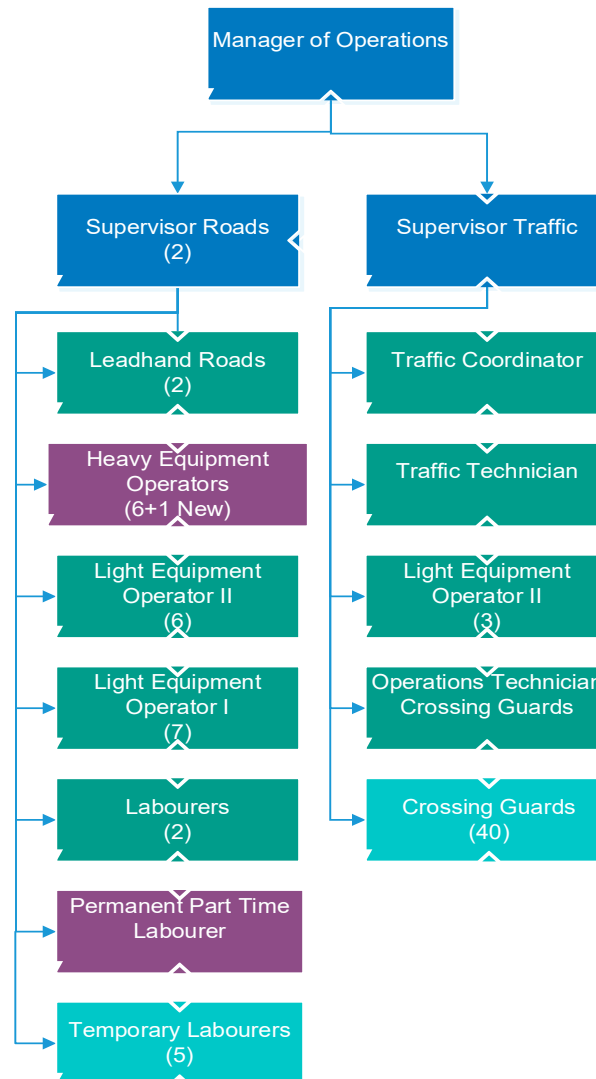 Manager of Operations
Supervisor Roads
(2)
Supervisor Traffic
Leadhand Roads
(2)
Traffic Coordinator
Heavy Equipment
Operators
(6+1 New)
Traffic Technician
Light Equipment
Operator II
(6)
Light Equipment
Operator II
(3)
Light Equipment
Operator I
(7)
Operations Technician
Crossing Guards
Labourers
(2)
Crossing Guards
(40)
Permanent Part Time
Labourer
Temporary Labourers
(5)